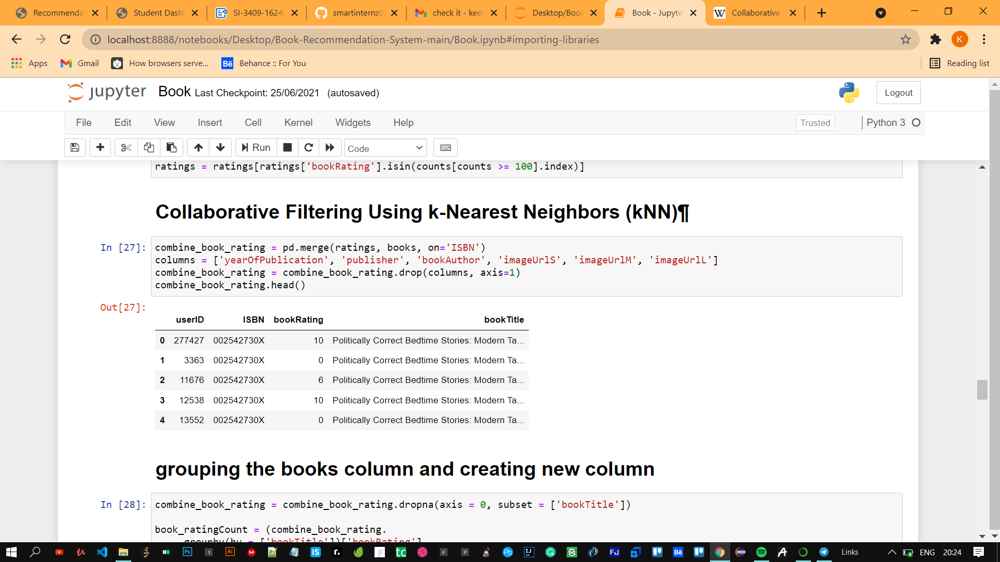 Recommenda
Student Dash
SI-3409-1624
smartinternz0
check it - keer
Desktop/Book
Book - Jupyte
Collaborative
localhost:8888/notebooks/Desktop/Book-Recommendation-System-main/Book.ipynb#importing-libraries
K
Apps
Gmail
How browsers serve...
Behance :: For You
Reading list
jupyter
Book Last Checkpoint: 25/06/2021 (autosaved)
Logout
File Edit View Insert Cell Kernel Widgets Help
Trusted
Python 3
Run
Code
ratings = ratings[ratings['bookRating'].isin(counts[counts >= 100].index)]
Collaborative Filtering Using k-Nearest Neighbors (kNN)¶
In [27]:
combine_book_rating = pd.merge(ratings, books, on='ISBN')
columns = ['yearOfPublication', 'publisher', 'bookAuthor', 'imageUrlS', 'imageUrlM', 'imageUrlL']
combine_book_rating = combine_book_rating.drop(columns, axis=1)
combine_book_rating.head()
Out[27]:
userID ISBN bookRating bookTitle
0 277427 002542730X 10 Politically Correct Bedtime Stories: Modern Ta...
1 3363 002542730X 0 Politically Correct Bedtime Stories: Modern Ta...
2 11676 002542730X 6 Politically Correct Bedtime Stories: Modern Ta...
3 12538 002542730X 10 Politically Correct Bedtime Stories: Modern Ta...
4 13552 002542730X 0 Politically Correct Bedtime Stories: Modern Ta...
grouping the books column and creating new column
In [28]:
combine_book_rating = combine_book_rating.dropna(axis = 0, subset = ['bookTitle'])
book_ratingCount = (combine_book_rating.
groupby(by = ['bookTitle'])['bookRating'].
Links
ENG
20:24